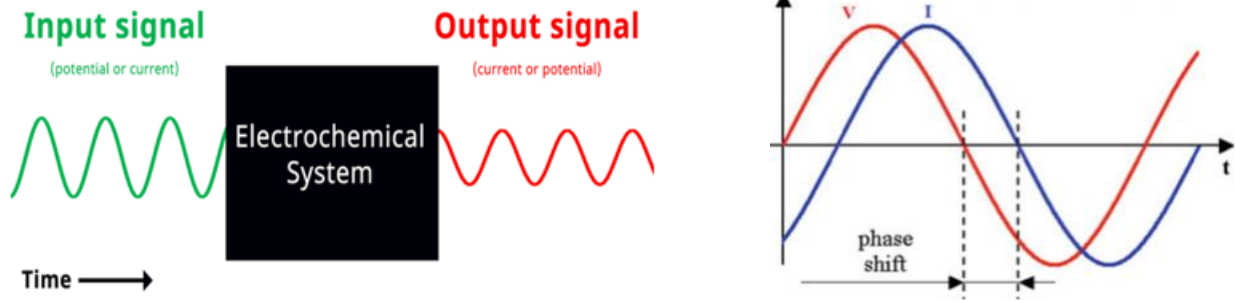 Input signal
(potential or current)
Output signal
(current or potential)
Electrochemical
System
Time
V
I
t
phase
shift